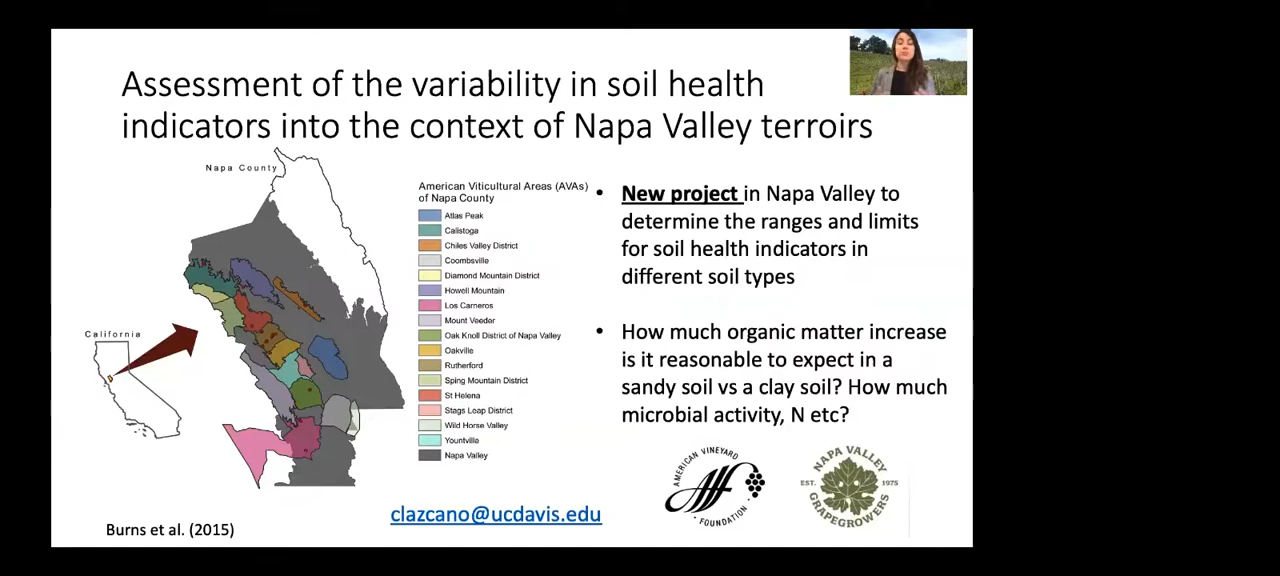 Assessment of the variability in soil health
indicators into the context of Napa Valley terroirs
Napa County
American Viticultural Areas (AVAs)
of Napa County
Atlas Peak
Calistoga
Chiles Valley District
Coombsville
Diamond Mountain District
Howell Mountain
Los Carneros
Mount Veeder
Oak Knoll District of Napa Valley
Oakville
Rutherford
Sping Mountain District
St Helena
Stags Leap District
Wild Horse Valley
Yountville
Napa Valley
California
• New project in Napa Valley to
determine the ranges and limits
for soil health indicators in
different soil types
• How much organic matter increase
is it reasonable to expect in a
sandy soil vs a clay soil? How much
microbial activity, N etc?
AMERICAN VINEYARD
FOUNDATION
NAPA VALLEY
EST. 1975
GRAPEGROWERS
clazcano@ucdavis.edu
Burns et al. (2015)